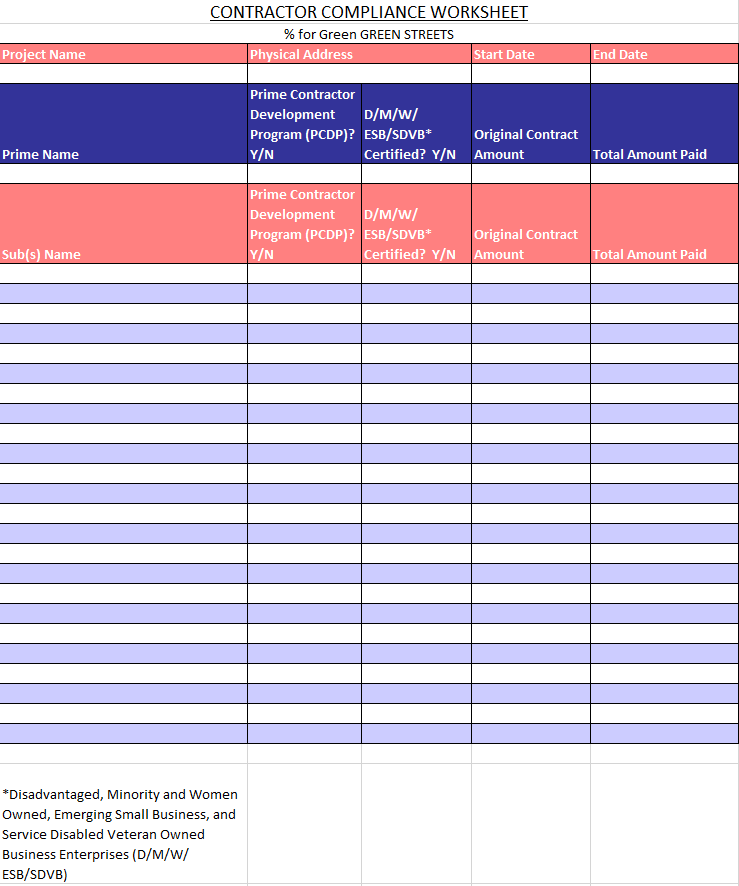 CONTRACTOR COMPLIANCE WORKSHEET
% for Green GREEN STREETS
Project Name Physical Address Start Date End Date
Prime Name
Prime Contractor
Development
Program (PCDP)?
Y/N
D/M/W/
ESB/SDVB*
Certified? Y/N
Original Contract
Amount
Total Amount Paid
Sub(s) Name
Prime Contractor
Development
Program (PCDP)?
Y/N
D/M/W/
ESB/SDVB*
Certified? Y/N
Original Contract
Amount
Total Amount Paid
*Disadvantaged, Minority and Women
Owned, Emerging Small Business, and
Service Disabled Veteran Owned
Business Enterprises (D/M/W/
ESB/SDVB)